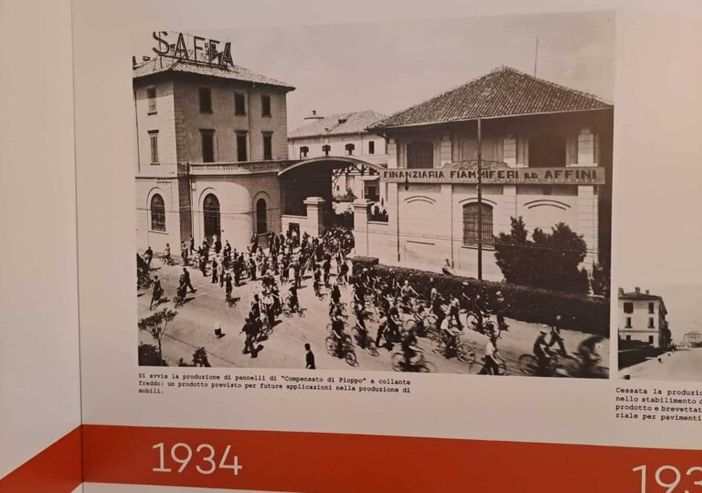 SAFFA
FINANZIARIA FIAMMIFERI ED AFFINI
Si avvia la produzione di pannelli di "Compensato di Pioppo" a collante
freddo: un prodotto previsto per future applicazioni nella produzione di
mobili.
Cessata la produzio
nello stabilimento d
prodotto e brevettat
riale per pavimenti
1934
193